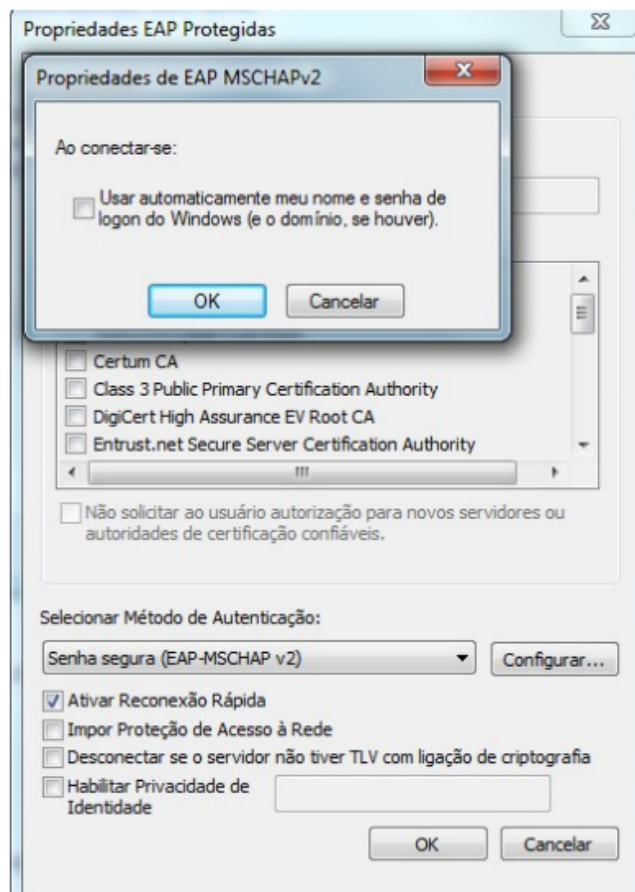 Propriedades EAP Protegidas
Propriedades de EAP MSCHAPv2
Ao conectar-se:
Usar automaticamente meu nome e senha de
logon do Windows (e o domínio, se houver).
OK
Cancelar
Certum CA
Class 3 Public Primary Certification Authority
DigiCert High Assurance EV Root CA
Entrust.net Secure Server Certification Authority
Não solicitar ao usuário autorização para novos servidores ou
autoridades de certificação confiáveis.
Selecionar Método de Autenticação:
Senha segura (EAP-MSCHAP v2)
Configurar...
Ativar Reconexão Rápida
Impor Proteção de Acesso à Rede
Desconectar se o servidor não tiver TLV com ligação de criptografia
Habilitar Privacidade de
Identidade
OK
Cancelar